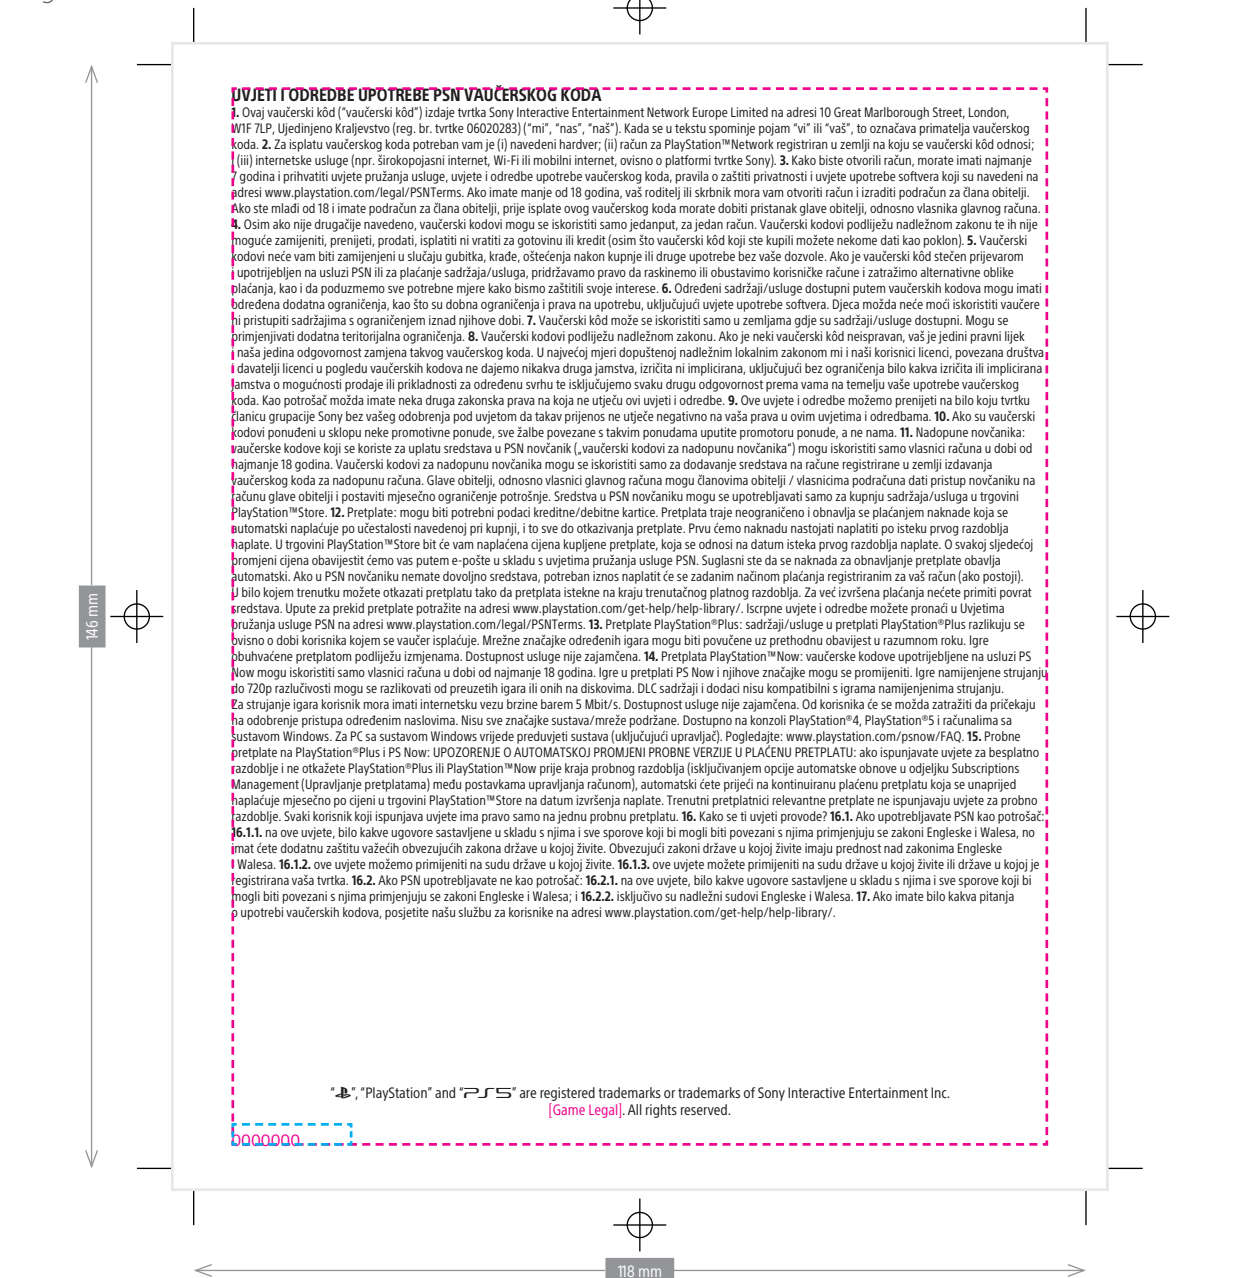 UVJETI I ODREDBE UPOTREBE PSN VAUČERSKOG KODA
1. Ovaj vaučerski kôd (“vaučerski kôd”) izdaje tvrtka Sony Interactive Entertainment Network Europe Limited na adresi 10 Great Marlborough Street, London,
W1F 7LP, Ujedinjeno Kraljevstvo (reg. br. tvrtke 06020283) (“mi”, “nas”, “naš”). Kada se u tekstu spominje pojam “vi” ili “vaš”, to označava primatelja vaučerskog
koda. 2. Za isplatu vaučerskog koda potreban vam je (i) navedeni hardver; (ii) račun za PlayStation™Network registriran u zemlji na koju se vaučerski kôd odnosi;
i (iii) internetske usluge (npr. širokopojasni internet, Wi-Fi ili mobilni internet, ovisno o platformi tvrtke Sony). 3. Kako biste otvorili račun, morate imati najmanje
7 godina i prihvatiti uvjete pružanja usluge, uvjete i odredbe upotrebe vaučerskog koda, pravila o zaštiti privatnosti i uvjete upotrebe softvera koji su navedeni na
adresi www.playstation.com/legal/PSNTerms. Ako imate manje od 18 godina, vaš roditelj ili skrbnik mora vam otvoriti račun i izraditi podračun za člana obitelji.
Ako ste mlađi od 18 i imate podračun za člana obitelji, prije isplate ovog vaučerskog koda morate dobiti pristanak glave obitelji, odnosno vlasnika glavnog računa.
4. Osim ako nije drugačije navedeno, vaučerski kodovi mogu se iskoristiti samo jedanput, za jedan račun. Vaučerski kodovi podliježu nadležnom zakonu te ih nije
moguće zamijeniti, prenijeti, prodati, isplatiti ni vratiti za gotovinu ili kredit (osim što vaučerski kôd koji ste kupili možete nekome dati kao poklon). 5. Vaučerski
kodovi neće vam biti zamijenjeni u slučaju gubitka, krađe, oštećenja nakon kupnje ili druge upotrebe bez vaše dozvole. Ako je vaučerski kôd stečen prijevarom
i upotrijebljen na usluzi PSN ili za plaćanje sadržaja/usluga, pridržavamo pravo da raskinemo ili obustavimo korisničke račune i zatražimo alternativne oblike
plaćanja, kao i da poduzmemo sve potrebne mjere kako bismo zaštitili svoje interese. 6. Određeni sadržaji/usluge dostupni putem vaučerskih kodova mogu imati
određena dodatna ograničenja, kao što su dobna ograničenja i prava na upotrebu, uključujući uvjete upotrebe softvera. Djeca možda neće moći iskoristiti vaučere
ni pristupiti sadržajima s ograničenjem iznad njihove dobi. 7. Vaučerski kôd može se iskoristiti samo u zemljama gdje su sadržaji/usluge dostupni. Mogu se
primjenjivati dodatna teritorijalna ograničenja. 8. Vaučerski kodovi podliježu nadležnom zakonu. Ako je neki vaučerski kôd neispravan, vaš je jedini pravni lijek
i naša jedina odgovornost zamjena takvog vaučerskog koda. U najvećoj mjeri dopuštenoj nadležnim lokalnim zakonom mi i naši korisnici licenci, povezana društva
i davatelji licenci u pogledu vaučerskih kodova ne dajemo nikakva druga jamstva, izričita ni implicirana, uključujući bez ograničenja bilo kakva izričita ili implicirana
jamstva o mogućnosti prodaje ili prikladnosti za određenu svrhu te isključujemo svaku drugu odgovornost prema vama na temelju vaše upotrebe vaučerskog
koda. Kao potrošač možda imate neka druga zakonska prava na koja ne utječu ovi uvjeti i odredbe. 9. Ove uvjete i odredbe možemo prenijeti na bilo koju tvrtku
članicu grupacije Sony bez vašeg odobrenja pod uvjetom da takav prijenos ne utječe negativno na vaša prava u ovim uvjetima i odredbama. 10. Ako su vaučerski
kodovi ponuđeni u sklopu neke promotivne ponude, sve žalbe povezane s takvim ponudama uputite promotoru ponude, a ne nama. 11. Nadopune novčanika:
vaučerske kodove koji se koriste za uplatu sredstava u PSN novčanik („vaučerski kodovi za nadopunu novčanika“) mogu iskoristiti samo vlasnici računa u dobi od
najmanje 18 godina. Vaučerski kodovi za nadopunu novčanika mogu se iskoristiti samo za dodavanje sredstava na račune registrirane u zemlji izdavanja
vaučerskog koda za nadopunu računa. Glave obitelji, odnosno vlasnici glavnog računa mogu članovima obitelji / vlasnicima podračuna dati pristup novčaniku na
računu glave obitelji i postaviti mjesečno ograničenje potrošnje. Sredstva u PSN novčaniku mogu se upotrebljavati samo za kupnju sadržaja/usluga u trgovini
PlayStation™Store. 12. Pretplate: mogu biti potrebni podaci kreditne/debitne kartice. Pretplata traje neograničeno i obnavlja se plaćanjem naknade koja se
automatski naplaćuje po učestalosti navedenoj pri kupnji, i to sve do otkazivanja pretplate. Prvu ćemo naknadu nastojati naplatiti po isteku prvog razdoblja
naplate. U trgovini PlayStation™Store bit će vam naplaćena cijena kupljene pretplate, koja se odnosi na datum isteka prvog razdoblja naplate. O svakoj sljedećoj
promjeni cijena obavijestit ćemo vas putem e-pošte u skladu s uvjetima pružanja usluge PSN. Suglasni ste da se naknada za obnavljanje pretplate obavlja
automatski. Ako u PSN novčaniku nemate dovoljno sredstava, potreban iznos naplatit će se zadanim načinom plaćanja registriranim za vaš račun (ako postoji).
U bilo kojem trenutku možete otkazati pretplatu tako da pretplata istekne na kraju trenutačnog platnog razdoblja. Za već izvršena plaćanja nećete primiti povrat
sredstava. Upute za prekid pretplate potražite na adresi www.playstation.com/get-help/help-library/. Iscrpne uvjete i odredbe možete pronaći u Uvjetima
pružanja usluge PSN na adresi www.playstation.com/legal/PSNTerms. 13. Pretplate PlayStation®Plus: sadržaji/usluge u pretplati PlayStation®Plus razlikuju se
ovisno o dobi korisnika kojem se vaučer isplaćuje. Mrežne značajke određenih igara mogu biti povučene uz prethodnu obavijest u razumnom roku. Igre
obuhvaćene pretplatom podliježu izmjenama. Dostupnost usluge nije zajamčena. 14. Pretplata PlayStation™Now: vaučerske kodove upotrijebljene na usluzi PS
Now mogu iskoristiti samo vlasnici računa u dobi od najmanje 18 godina. Igre u pretplati PS Now i njihove značajke mogu se promijeniti. Igre namijenjene strujanju
do 720p razlučivosti mogu se razlikovati od preuzetih igara ili onih na diskovima. DLC sadržaji i dodaci nisu kompatibilni s igrama namijenjenima strujanju.
Za strujanje igara korisnik mora imati internetsku vezu brzine barem 5 Mbit/s. Dostupnost usluge nije zajamčena. Od korisnika će se možda zatražiti da pričekaju
na odobrenje pristupa određenim naslovima. Nisu sve značajke sustava/mreže podržane. Dostupno na konzoli PlayStation®4, PlayStation®5 i računalima sa
sustavom Windows. Za PC sa sustavom Windows vrijede preduvjeti sustava (uključujući upravljač). Pogledajte: www.playstation.com/psnow/FAQ. 15. Probne
pretplate na PlayStation®Plus i PS Now: UPOZORENJE O AUTOMATSKOJ PROMJENI PROBNE VERZIJE U PLAĆENU PRETPLATU: ako ispunjavate uvjete za besplatno
razdoblje i ne otkažete PlayStation®Plus ili PlayStation™Now prije kraja probnog razdoblja (isključivanjem opcije automatske obnove u odjeljku Subscriptions
Management (Upravljanje pretplatama) među postavkama upravljanja računom), automatski ćete prijeći na kontinuiranu plaćenu pretplatu koja se unaprijed
naplaćuje mjesečno po cijeni u trgovini PlayStation™Store na datum izvršenja naplate. Trenutni pretplatnici relevantne pretplate ne ispunjavaju uvjete za probno
razdoblje. Svaki korisnik koji ispunjava uvjete ima pravo samo na jednu probnu pretplatu. 16. Kako se ti uvjeti provode? 16.1. Ako upotrebljavate PSN kao potrošač:
16.1.1. na ove uvjete, bilo kakve ugovore sastavljene u skladu s njima i sve sporove koji bi mogli biti povezani s njima primjenjuju se zakoni Engleske i Walesa, no
imat ćete dodatnu zaštitu važećih obvezujućih zakona države u kojoj živite. Obvezujući zakoni države u kojoj živite imaju prednost nad zakonima Engleske
i Walesa. 16.1.2. ove uvjete možemo primijeniti na sudu države u kojoj živite. 16.1.3. ove uvjete možete primijeniti na sudu države u kojoj živite ili države u kojoj je
registrirana vaša tvrtka. 16.2. Ako PSN upotrebljavate ne kao potrošač: 16.2.1. na ove uvjete, bilo kakve ugovore sastavljene u skladu s njima i sve sporove koji bi
mogli biti povezani s njima primjenjuju se zakoni Engleske i Walesa; i 16.2.2. isključivo su nadležni sudovi Engleske i Walesa. 17. Ako imate bilo kakva pitanja
o upotrebi vaučerskih kodova, posjetite našu službu za korisnike na adresi www.playstation.com/get-help/help-library/.
146 mm
“ ”, “PlayStation” and “PS5” are registered trademarks or trademarks of Sony Interactive Entertainment Inc.
[Game Legal]. All rights reserved.
0000000
118 mm